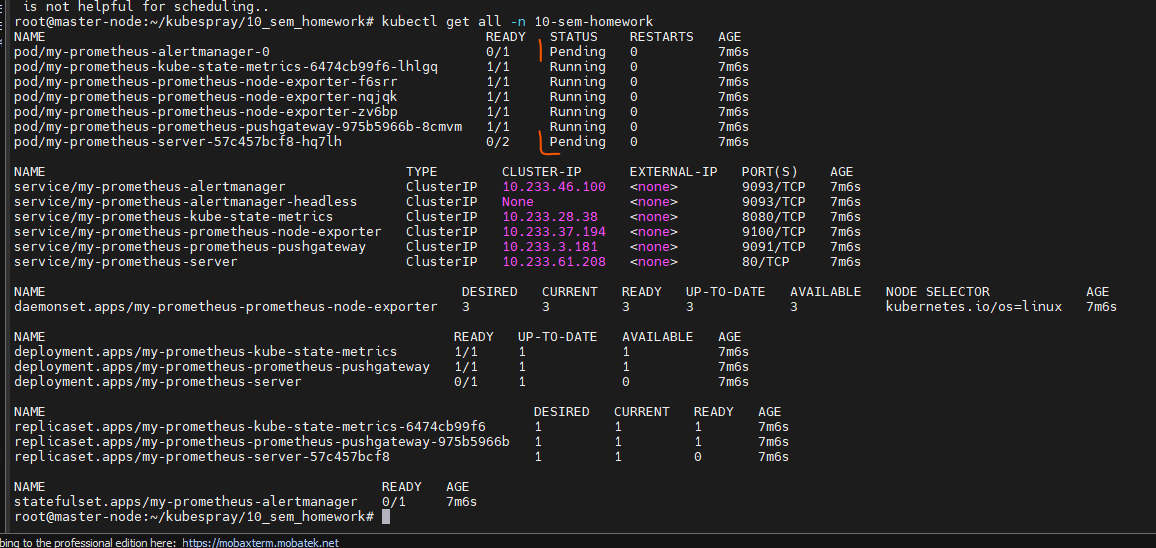 is not helpful for scheduling..
root@master-node:~/kubespray/10_sem_homework# kubectl get all -n 10-sem-homework
NAME READY STATUS RESTARTS AGE
pod/my-prometheus-alertmanager-0 0/1 Pending 0 7m6s
pod/my-prometheus-kube-state-metrics-6474cb99f6-lhlgq 1/1 Running 0 7m6s
pod/my-prometheus-prometheus-node-exporter-f6srr 1/1 Running 0 7m6s
pod/my-prometheus-prometheus-node-exporter-nqjqk 1/1 Running 0 7m6s
pod/my-prometheus-prometheus-node-exporter-zv6bp 1/1 Running 0 7m6s
pod/my-prometheus-prometheus-pushgateway-975b5966b-8cmvm 1/1 Running 0 7m6s
pod/my-prometheus-server-57c457bcf8-hq7lh 0/2 Pending 0 7m6s
NAME TYPE CLUSTER-IP EXTERNAL-IP PORT(S) AGE
service/my-prometheus-alertmanager ClusterIP 10.233.46.100 <none> 9093/TCP 7m6s
service/my-prometheus-alertmanager-headless ClusterIP None <none> 9093/TCP 7m6s
service/my-prometheus-kube-state-metrics ClusterIP 10.233.28.38 <none> 8080/TCP 7m6s
service/my-prometheus-prometheus-node-exporter ClusterIP 10.233.37.194 <none> 9100/TCP 7m6s
service/my-prometheus-prometheus-pushgateway ClusterIP 10.233.3.181 <none> 9091/TCP 7m6s
service/my-prometheus-server ClusterIP 10.233.61.208 <none> 80/TCP 7m6s
NAME DESIRED CURRENT READY UP-TO-DATE AVAILABLE NODE SELECTOR AGE
daemonset.apps/my-prometheus-prometheus-node-exporter 3 3 3 3 3 kubernetes.io/os=linux 7m6s
NAME READY UP-TO-DATE AVAILABLE AGE
deployment.apps/my-prometheus-kube-state-metrics 1/1 1 1 7m6s
deployment.apps/my-prometheus-prometheus-pushgateway 1/1 1 1 7m6s
deployment.apps/my-prometheus-server 0/1 1 0 7m6s
NAME DESIRED CURRENT READY AGE
replicaset.apps/my-prometheus-kube-state-metrics-6474cb99f6 1 1 1 7m6s
replicaset.apps/my-prometheus-prometheus-pushgateway-975b5966b 1 1 1 7m6s
replicaset.apps/my-prometheus-server-57c457bcf8 1 1 0 7m6s
NAME READY AGE
statefulset.apps/my-prometheus-alertmanager 0/1 7m6s
root@master-node:~/kubespray/10_sem_homework#
bing to the professional edition here: https://mobaxterm.mobatek.net